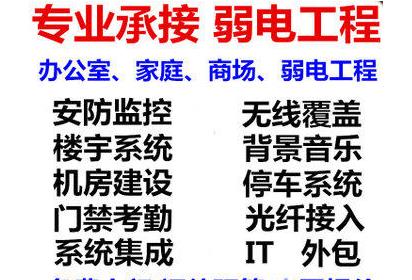 专业承接 弱电工程
办公室、家庭、商场、弱电工程
安防监控 无线覆盖
楼宇系统 背景音乐
机房建设 停车系统
门禁考勤 光纤接入
系统集成 IT 外包